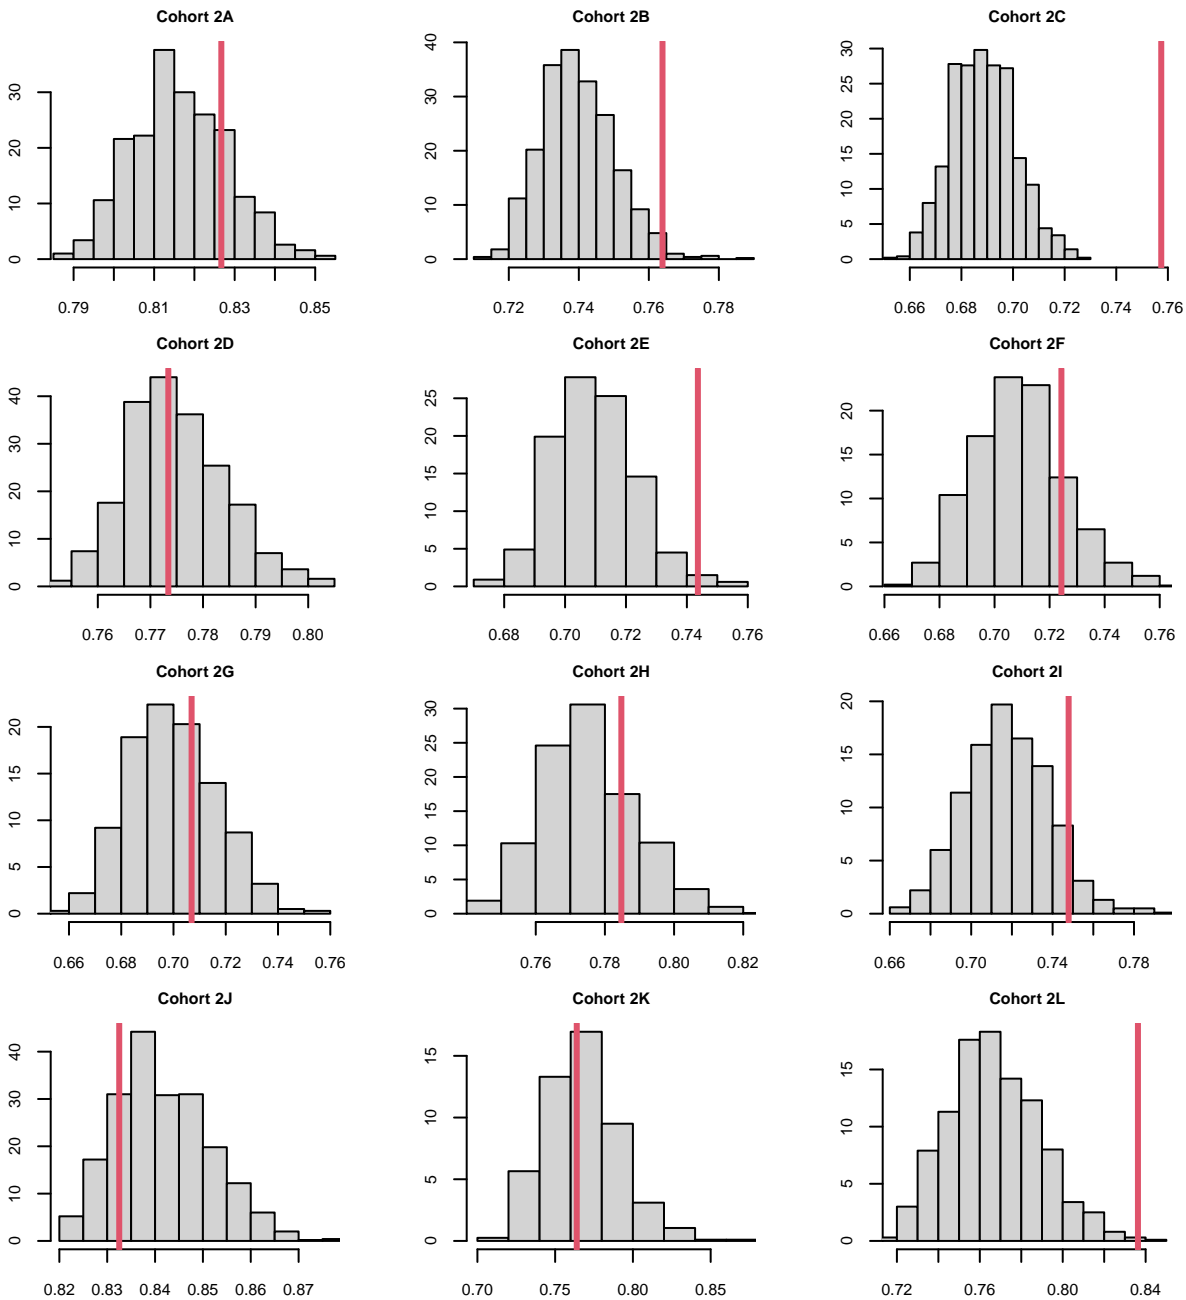 Cohort 2A
0 10 20 30
0.79 0.81 0.83 0.85
Cohort 2B
0 10 20 30 40
0.72 0.74 0.76 0.78
Cohort 2C
0 5 10 15 20 25 30
0.66 0.68 0.70 0.72 0.74 0.76
Cohort 2D
0 10 20 30 40
0.76 0.77 0.78 0.79 0.80
Cohort 2E
0 5 10 15 20 25
0.68 0.70 0.72 0.74 0.76
Cohort 2F
0 5 10 15 20
0.66 0.68 0.70 0.72 0.74 0.76
Cohort 2G
0 5 10 15 20
0.66 0.68 0.70 0.72 0.74 0.76
Cohort 2H
0 5 10 15 20 25 30
0.76 0.78 0.80 0.82
Cohort 2I
0 5 10 15 20
0.66 0.70 0.74 0.78
Cohort 2J
0 10 20 30 40
0.82 0.83 0.84 0.85 0.86 0.87
Cohort 2K
0 5 10 15
0.70 0.75 0.80 0.85
Cohort 2L
0 5 10 15
0.72 0.76 0.80 0.84